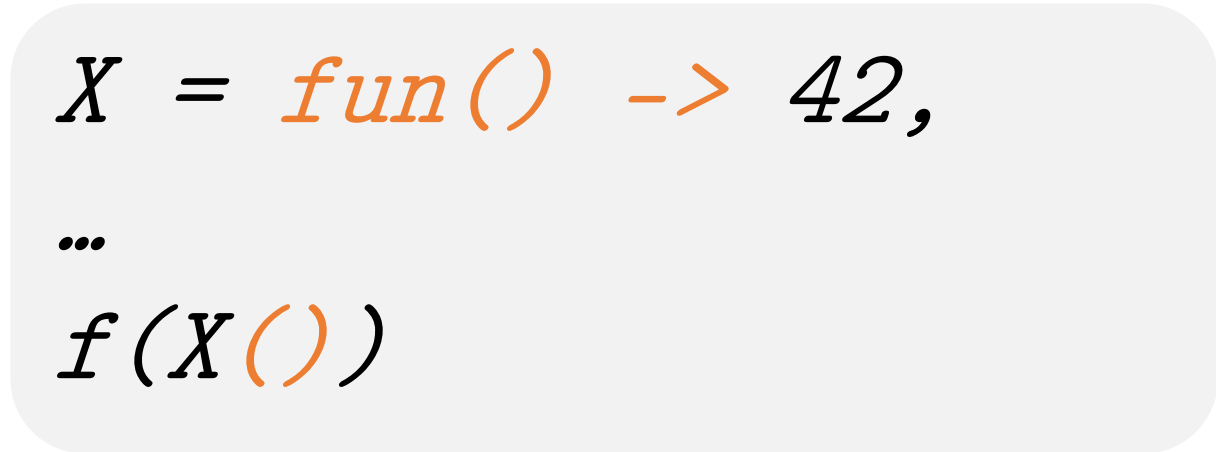 X = fun() -> 42,
…
f(X())